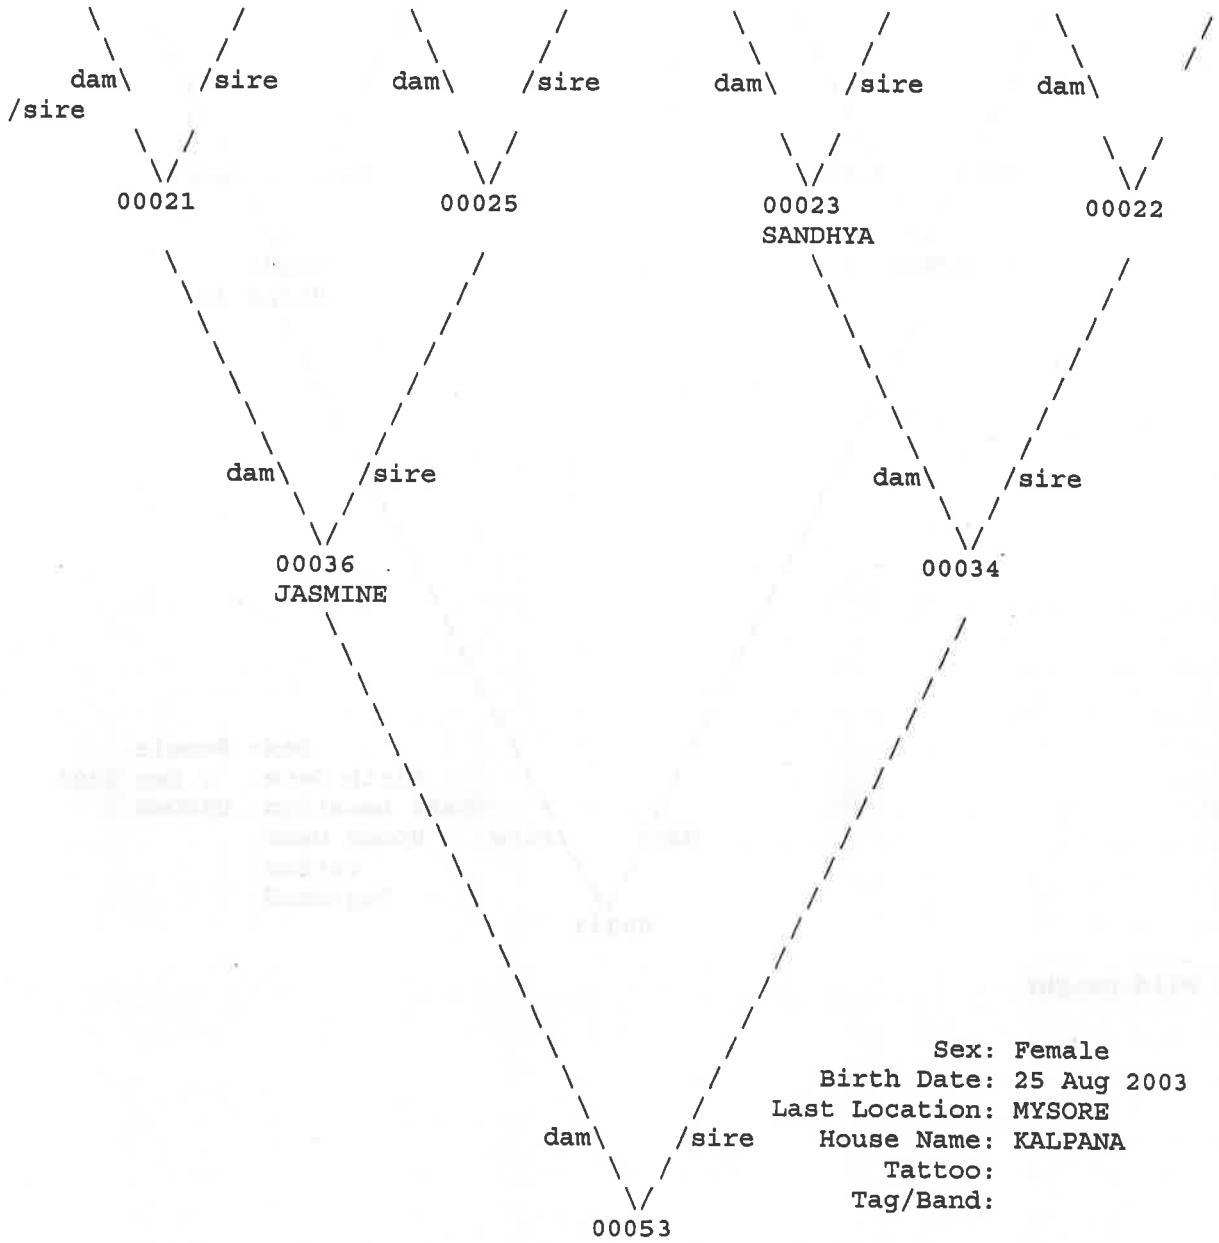 dam\ /sire dam\ /sire dam\ /sire dam\
/sire
00021 00025 00023 00022
SANDHYA
dam\ /sire dam\ /sire
00036 00034
JASMINE
Sex: Female
Birth Date: 25 Aug 2003
Last Location: MYSORE
dam\ /sire House Name: KALPANA
Tattoo:
Tag/Band:
00053